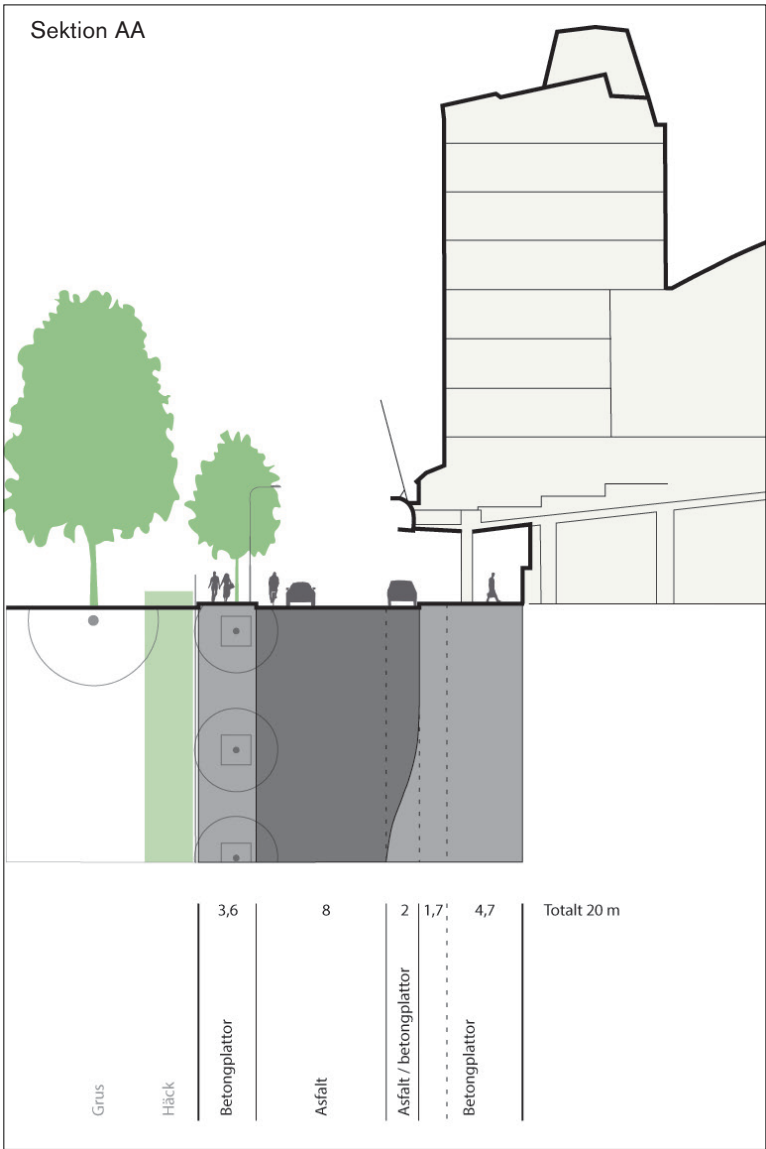 Sektion AA
3,6 8 2 1,7 4,7 Totalt 20 m
Grus
Häck
Betongplattor
Asfalt
Asfalt / betongplattor
Betongplattor